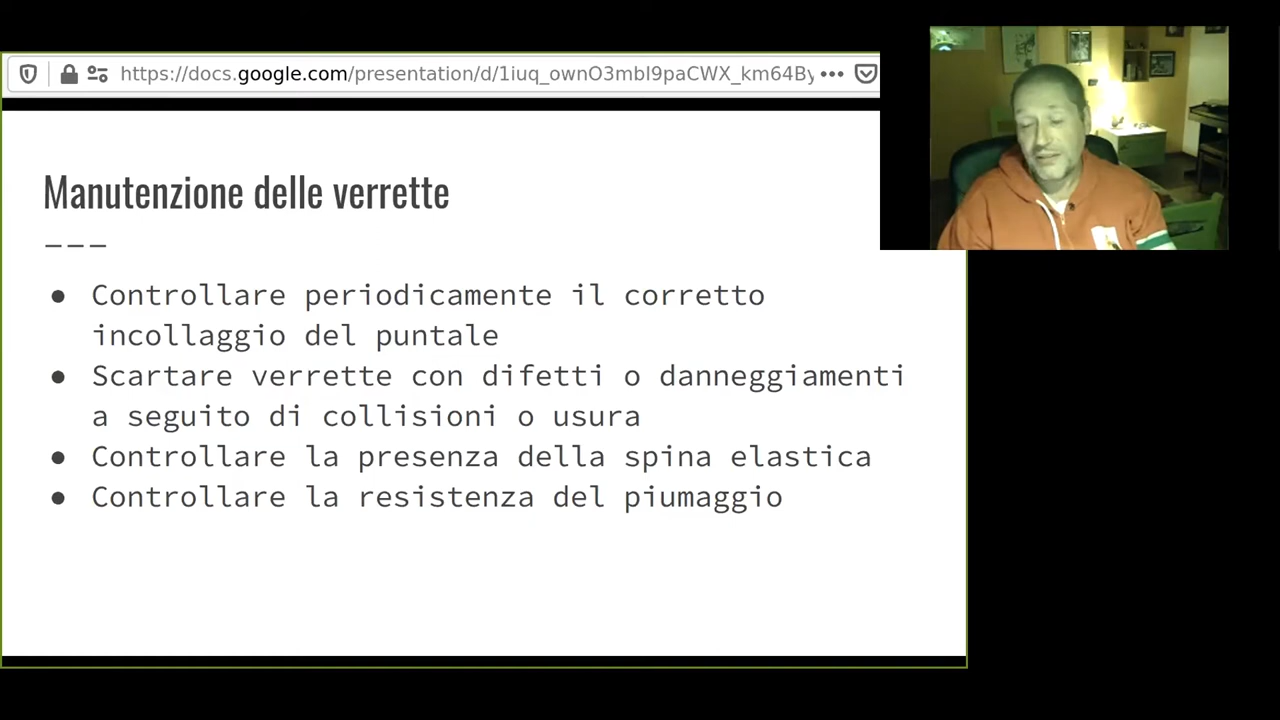 https://docs.google.com/presentation/d/1iuq_ownO3mbl9paCWX_km64By
Manutenzione delle verrette
---
● Controllare periodicamente il corretto
incollaggio del puntale
● Scartare verrette con difetti o danneggiamenti
a seguito di collisioni o usura
● Controllare la presenza della spina elastica
● Controllare la resistenza del piumaggio